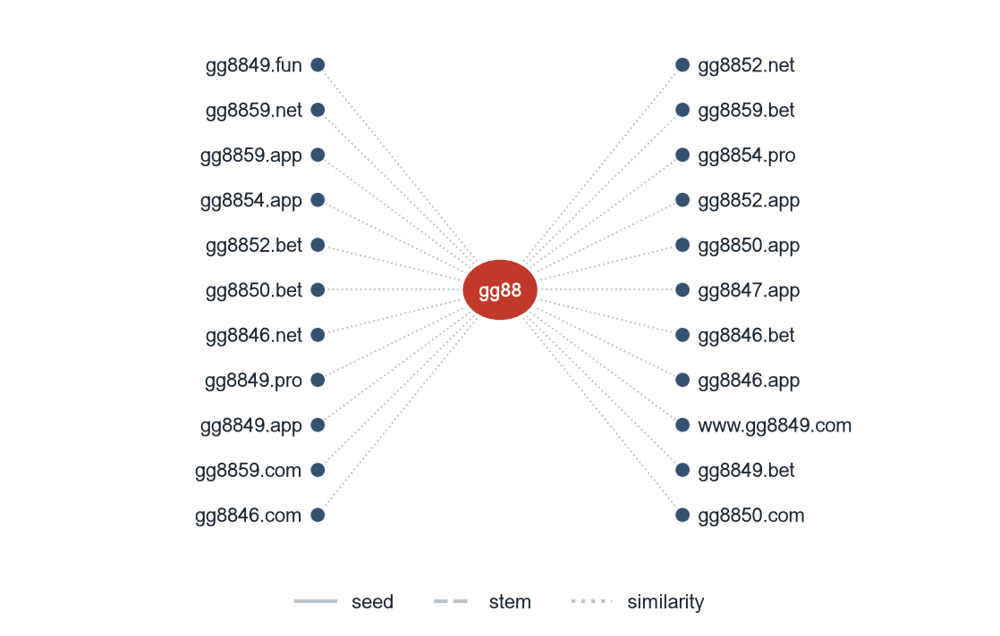 gg8849.fun
gg8859.net
gg8859.app
gg8854.app
gg8852.bet
gg8850.bet
gg8846.net
gg8849.pro
gg8849.app
gg8859.com
gg8846.com
gg88
gg8852.net
gg8859.bet
gg8854.pro
gg8852.app
gg8850.app
gg8847.app
gg8846.bet
gg8846.app
www.gg8849.com
gg8849.bet
gg8850.com
seed
stem
similarity